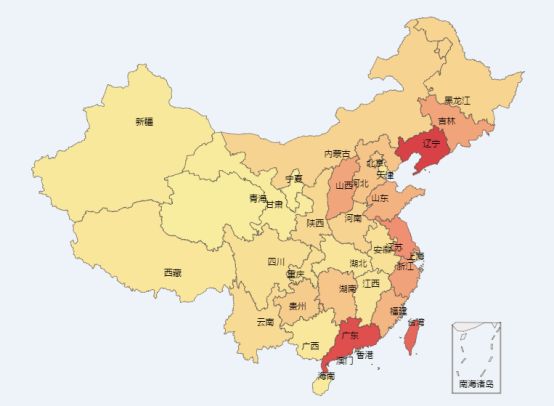 黑龙江
新疆
吉林
辽宁
内蒙古
北京
天津
宁夏
山西
河北
青海
甘肃
山东
陕西
河南
江苏
安徽
上海
四川
湖北
浙江
西藏
重庆
江西
湖南
贵州
福建
云南
台湾
广东
广西
香港
澳门
海南
南海诸岛